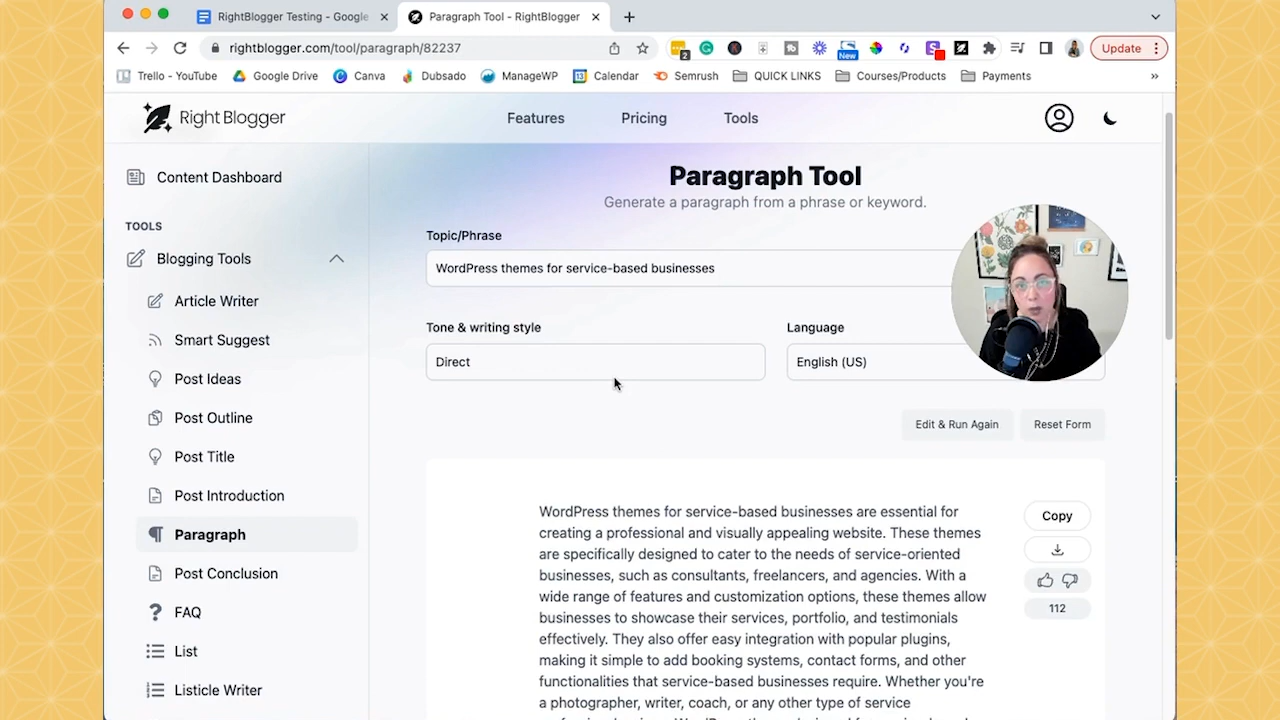 RightBlogger Testing - Google
Paragraph Tool - RightBlogger
rightblogger.com/tool/paragraph/82237
2
New
Update
Trello - YouTube
Google Drive
Canva
Dubsado
ManageWP
Calendar
Semrush
QUICK LINKS
Courses/Products
Payments
»
RightBlogger
Features
Pricing
Tools
Content Dashboard
TOOLS
Blogging Tools
Article Writer
Smart Suggest
Post Ideas
Post Outline
Post Title
Post Introduction
Paragraph
Post Conclusion
FAQ
List
Listicle Writer
Paragraph Tool
Generate a paragraph from a phrase or keyword.
Topic/Phrase
WordPress themes for service-based businesses
Tone & writing style
Language
Direct
English (US)
Edit & Run Again
Reset Form
WordPress themes for service-based businesses are essential for
creating a professional and visually appealing website. These themes
are specifically designed to cater to the needs of service-oriented
businesses, such as consultants, freelancers, and agencies. With a
wide range of features and customization options, these themes allow
businesses to showcase their services, portfolio, and testimonials
effectively. They also offer easy integration with popular plugins,
making it simple to add booking systems, contact forms, and other
functionalities that service-based businesses require. Whether you're
a photographer, writer, coach, or any other type of service
Copy
112